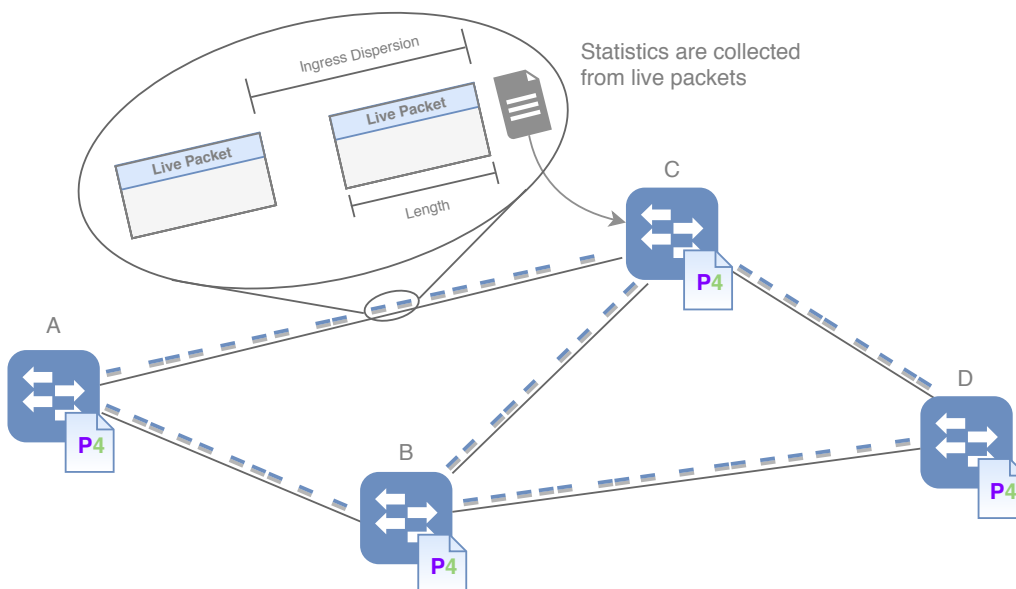 Ingress Dispersion
Statistics are collected
from live packets
Live Packet
Live Packet
Length
C
P4
A
P4
D
P4
B
P4